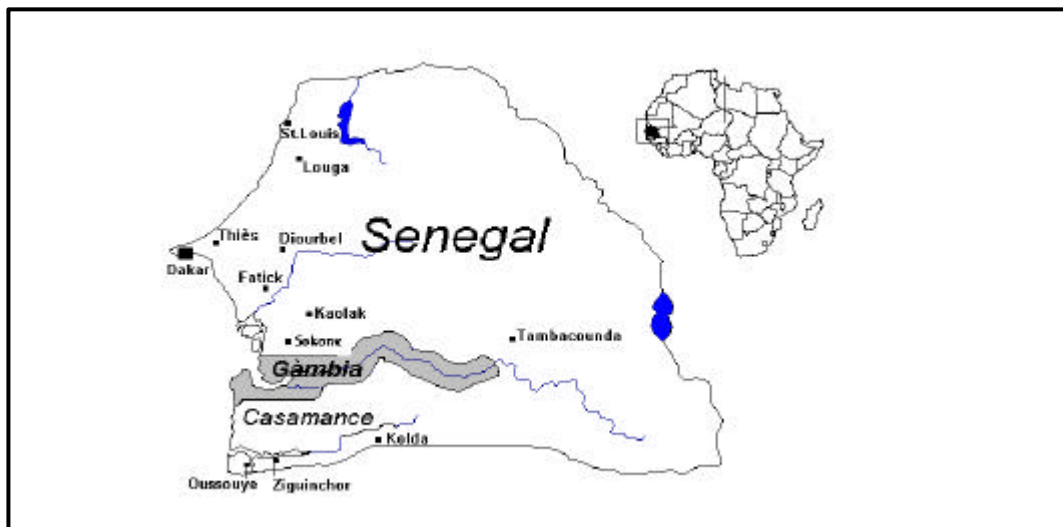 St.Louis
Louga
Senegal
Thiès
Diourbel
Dakar
Fatick
Kaolak
Sokone
Tambacounda
Gàmbia
Casamance
Kolda
Oussouye
Ziguinchor